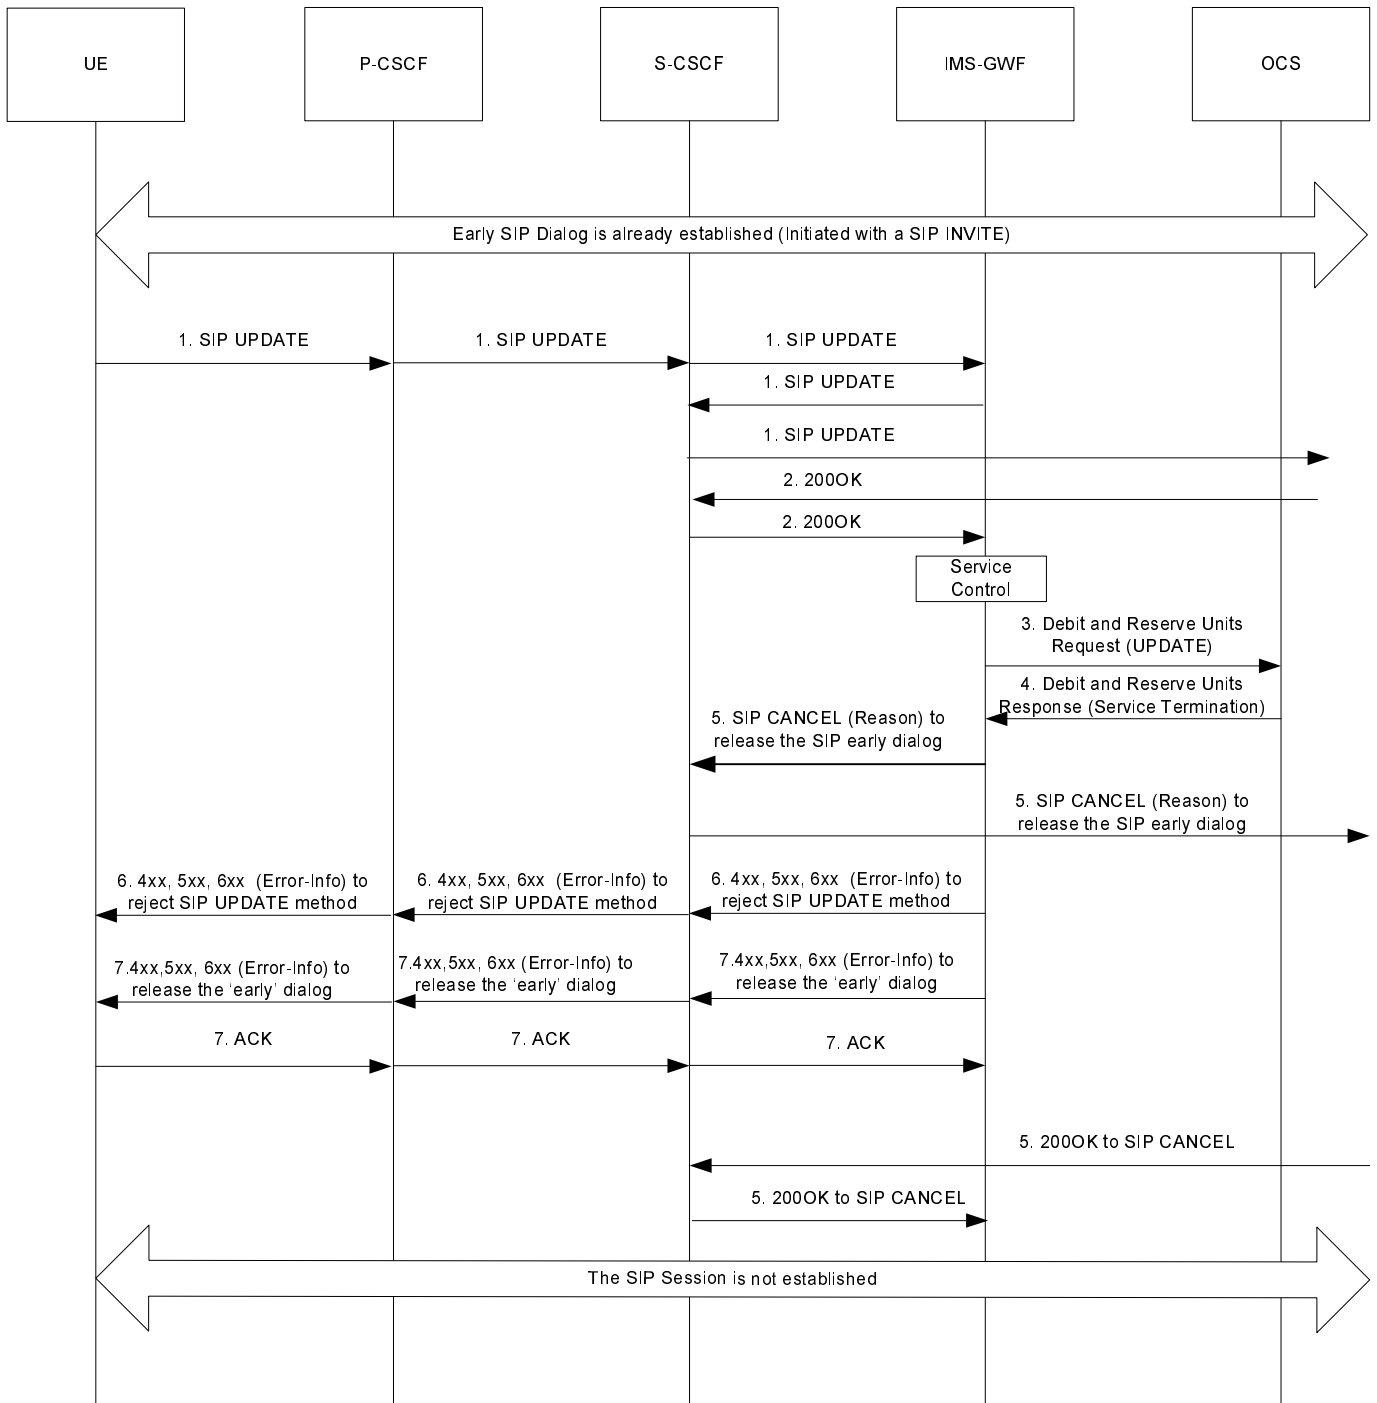 UE
P-CSCF
S-CSCF
IMS-GWF
OCS
Early SIP Dialog is already established (Initiated with a SIP INVITE)
1. SIP UPDATE
1. SIP UPDATE
1. SIP UPDATE
1. SIP UPDATE
1. SIP UPDATE
2. 200OK
2. 200OK
Service
Control
3. Debit and Reserve Units
Request (UPDATE)
4. Debit and Reserve Units
Response (Service Termination)
5. SIP CANCEL (Reason) to
release the SIP early dialog
5. SIP CANCEL (Reason) to
release the SIP early dialog
6. 4xx, 5xx, 6xx (Error-Info) to
reject SIP UPDATE method
6. 4xx, 5xx, 6xx (Error-Info) to
reject SIP UPDATE method
6. 4xx, 5xx, 6xx (Error-Info) to
reject SIP UPDATE method
7.4xx,5xx, 6xx (Error-Info) to
release the ‘early’ dialog
7.4xx,5xx, 6xx (Error-Info) to
release the ‘early’ dialog
7.4xx,5xx, 6xx (Error-Info) to
release the ‘early’ dialog
7. ACK
7. ACK
7. ACK
5. 200OK to SIP CANCEL
5. 200OK to SIP CANCEL
The SIP Session is not established